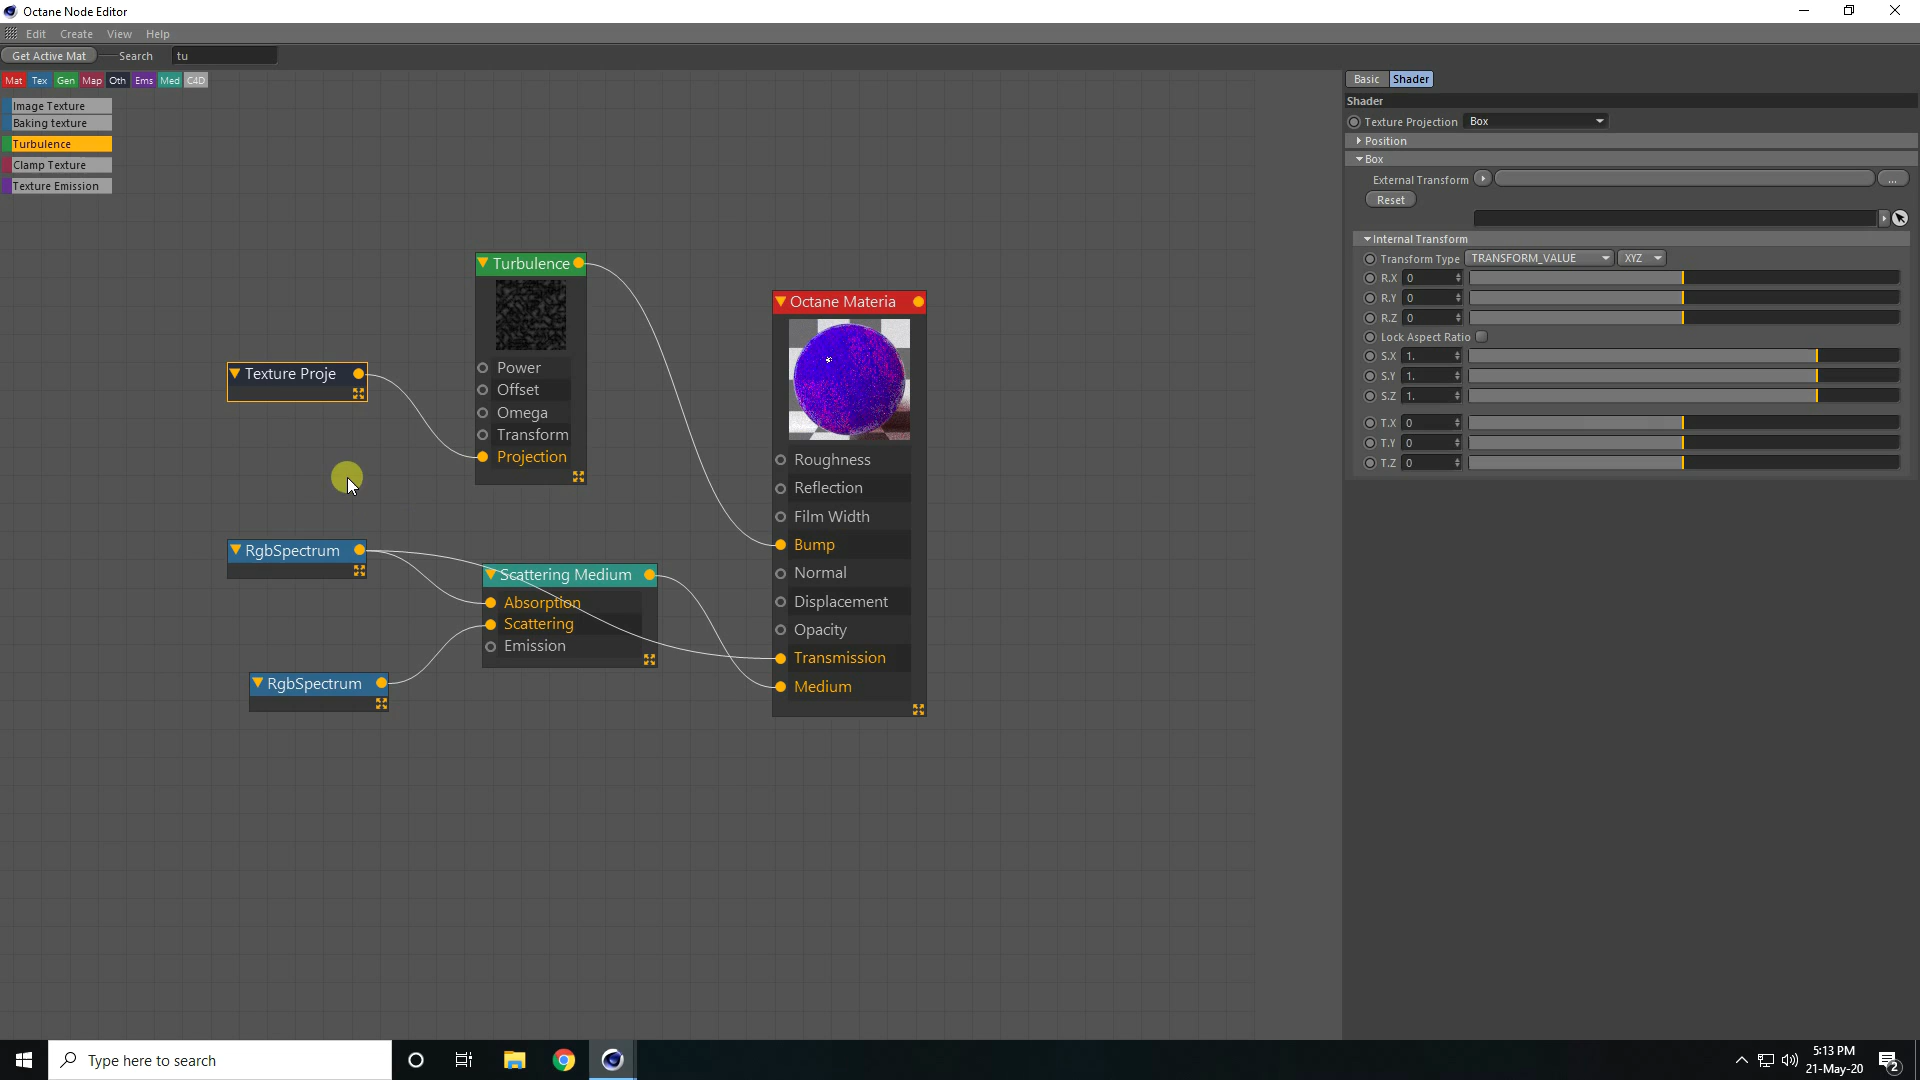 Octane Node Editor
Edit Create View Help
Get Active Mat Search tu
Mat Tex Gen Map Oth Ems Med C4D
Image Texture
Baking texture
Turbulence
Clamp Texture
Texture Emission
Turbulence
Power
Offset
Omega
Transform
Projection
Texture Proje
RgbSpectrum
RgbSpectrum
Scattering Medium
Absorption
Scattering
Emission
Octane Materia
Roughness
Reflection
Film Width
Bump
Normal
Displacement
Opacity
Transmission
Medium
Basic Shader
Shader
Texture Projection Box
Position
Box
External Transform ...
Reset
Internal Transform
Transform Type TRANSFORM_VALUE XYZ
R.X 0
R.Y 0
R.Z 0
Lock Aspect Ratio
S.X 1.
S.Y 1.
S.Z 1.
T.X 0
T.Y 0
T.Z 0
Type here to search
5:13 PM
21-May-20
2